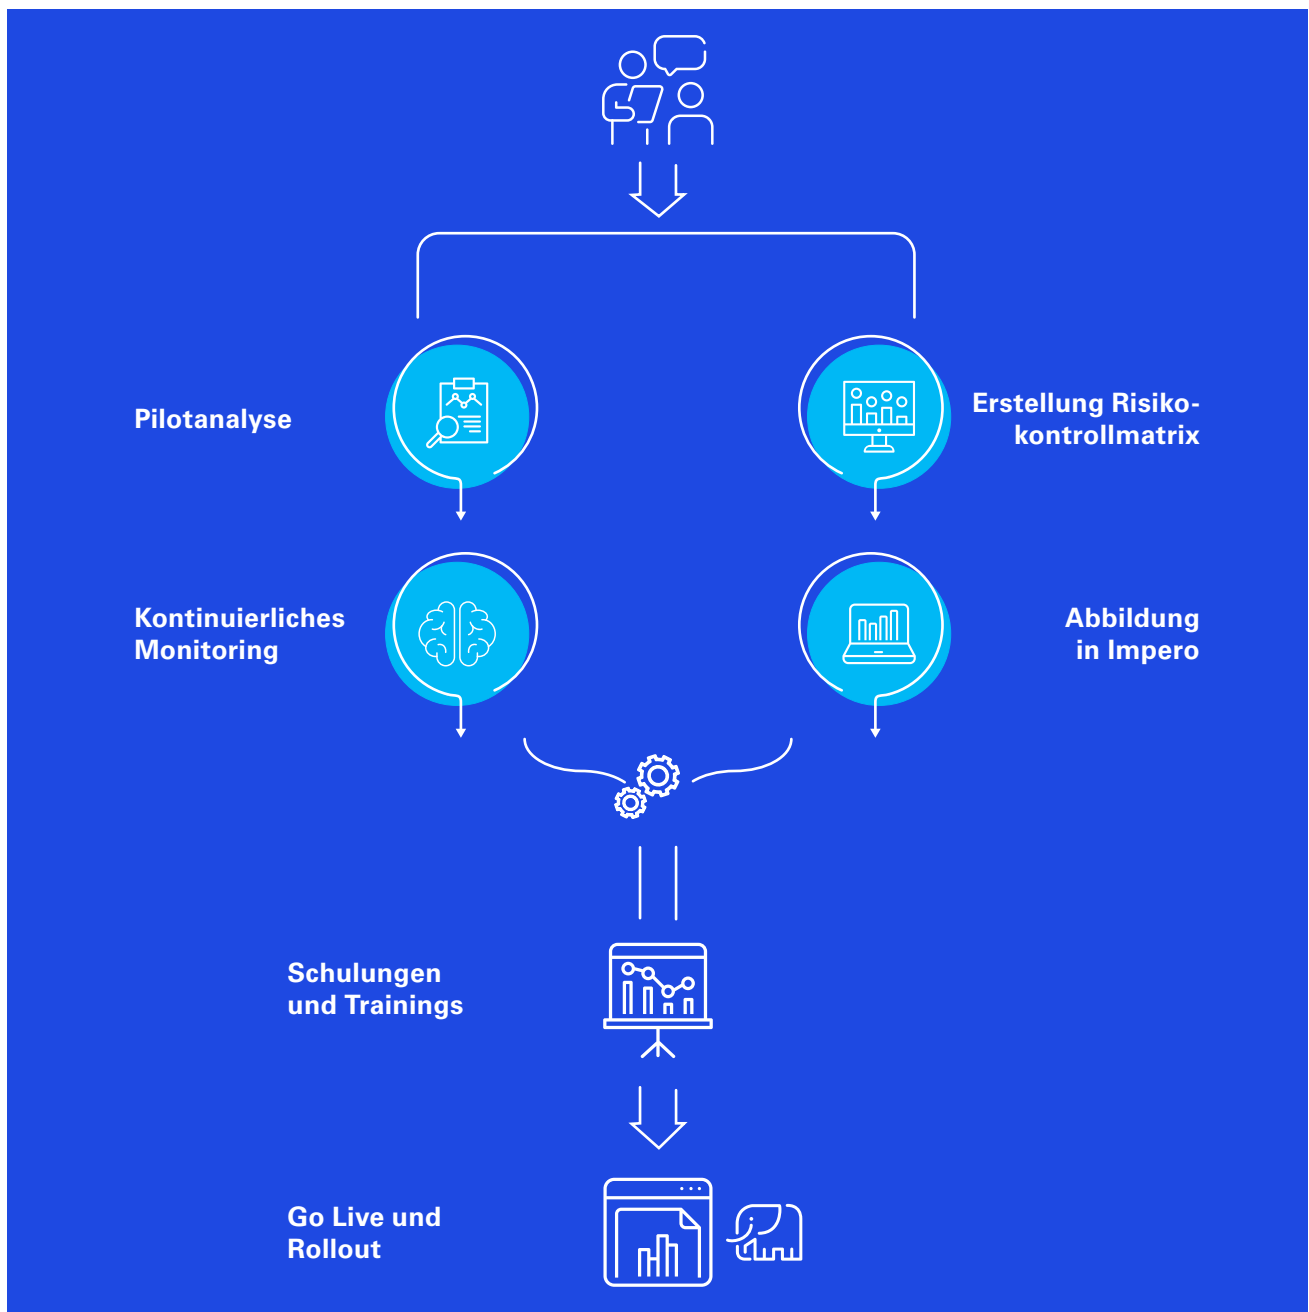 Pilotanalyse
Erstellung Risiko-
kontrollmatrix
Kontinuierliches
Monitoring
Abbildung
in Impero
Schulungen
und Trainings
Go Live und
Rollout